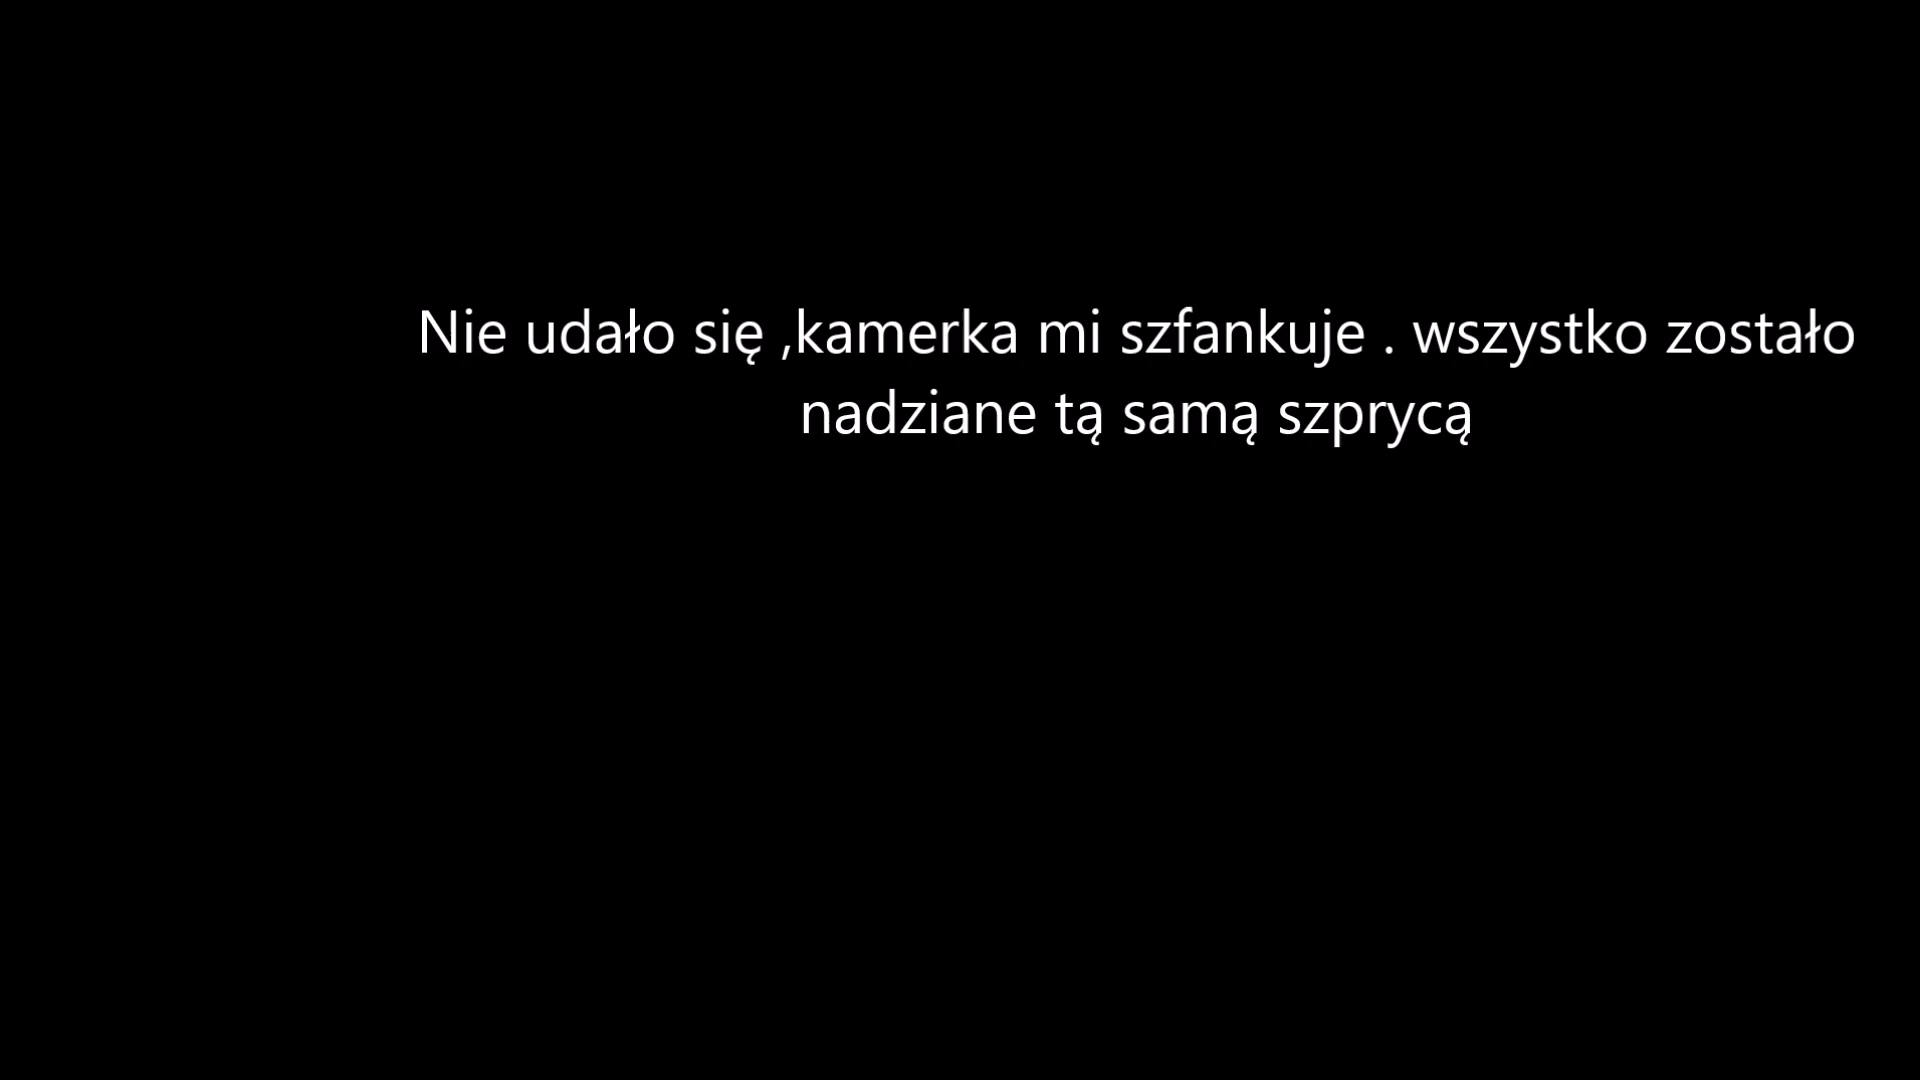 Nie udało się ,kamerka mi szfankuje . wszystko zostało
nadziane tą samą szprycą